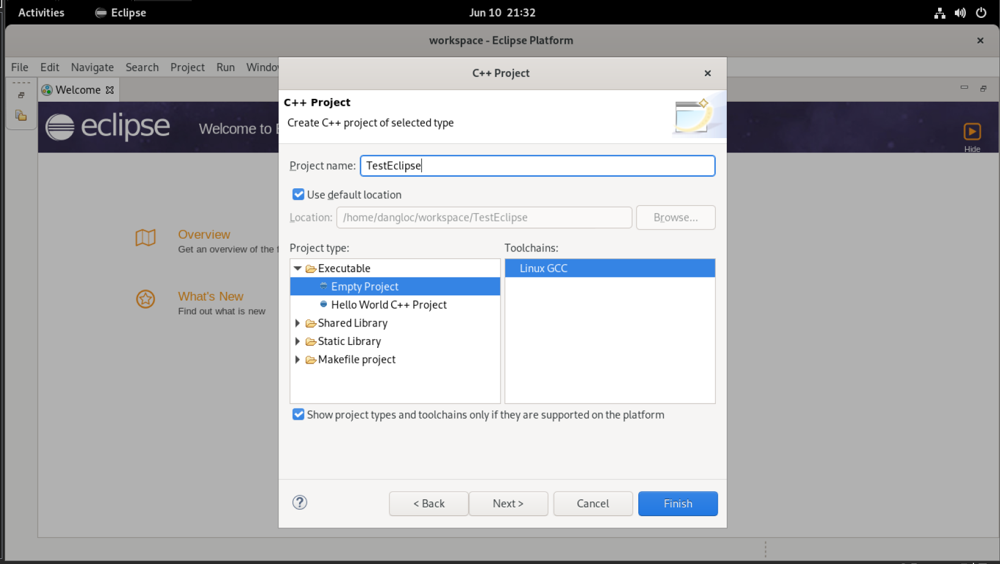 Activities
Eclipse
Jun 10 21:32
workspace - Eclipse Platform
File Edit Navigate Search Project Run
C++ Project
Welcome
C++ Project
Create C++ project of selected type
eclipse
Welcome to
Hide
Project name: TestEclipse
Use default location
Location: /home/dangloc/workspace/TestEclipse Browse...
Overview
Get an overview of the
What's New
Find out what is new
Project type:
Executable
Empty Project
Hello World C++ Project
Shared Library
Static Library
Makefile project
Toolchains:
Linux GCC
Show project types and toolchains only if they are supported on the platform
?
< Back
Next >
Cancel
Finish